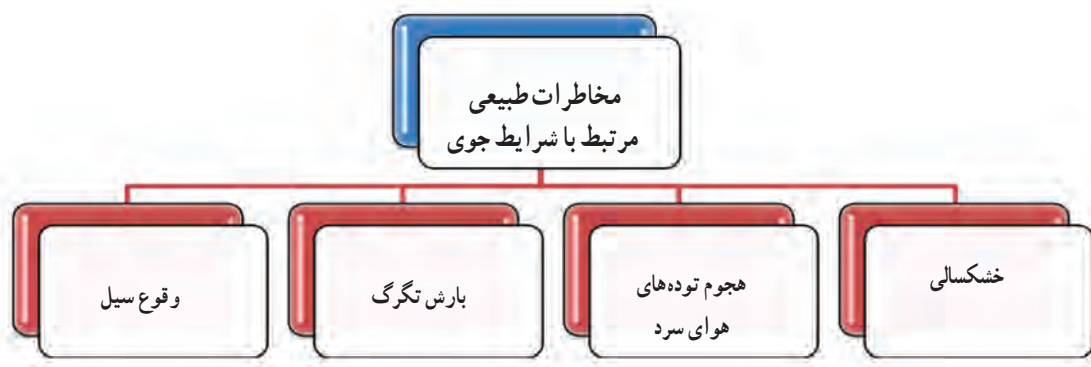 مخاطرات طبیعی
مرتبط با شرایط جوی
خشکسالی
هجوم توده‌های
هوای سرد
بارش تگرگ
وقوع سیل